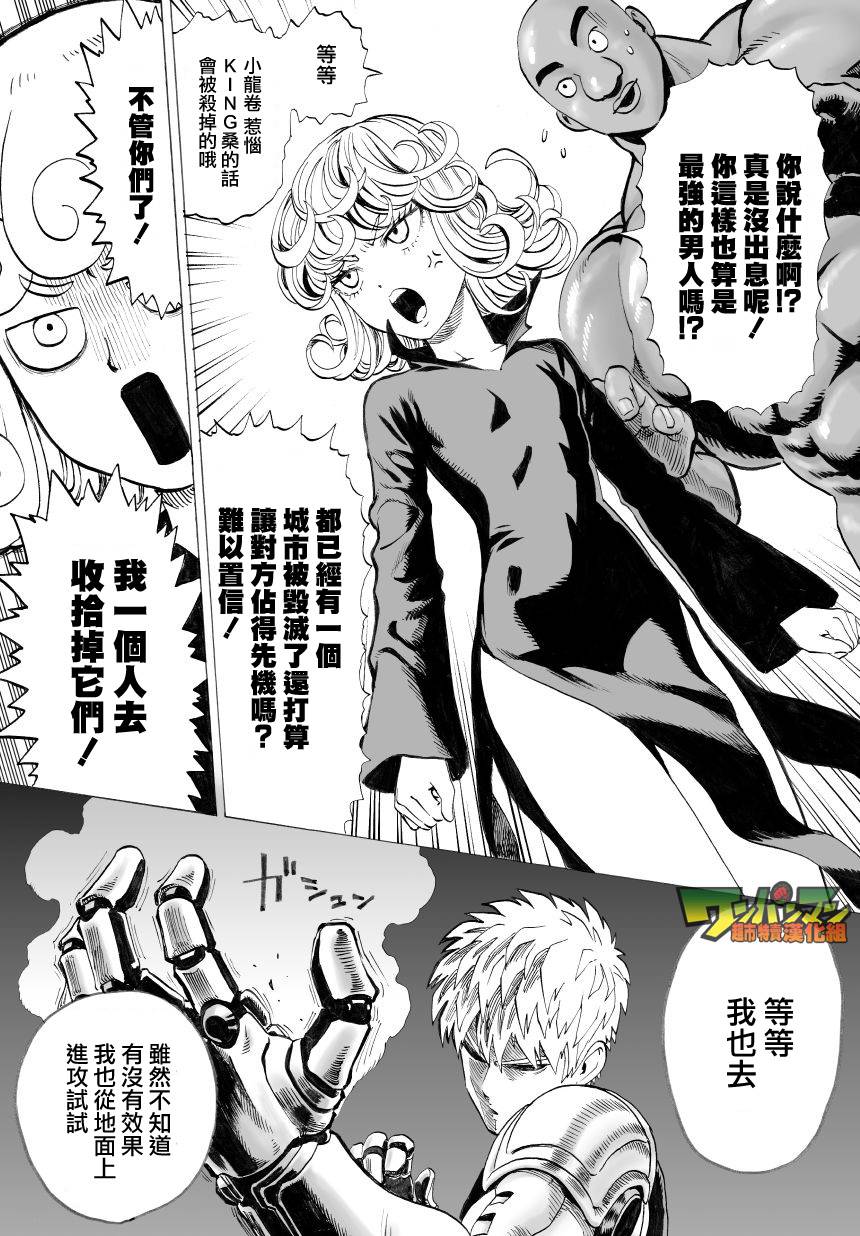 你說什麼啊!?
真是沒出息呢！
你這樣也算是
最強的男人嗎!?
等等
小龍卷 惹惱
KING桑的話
會被殺掉的哦
都已經有一個
城市被毀滅了還打算
讓對方佔得先機嗎？
難以置信！
不管你們了！
我一個人去
收拾掉它們！
ワンパンマン
超市特賣漢化組
等等
我也去
ガシュン
雖然不知道
有沒有效果
我也從地面上
進攻試試